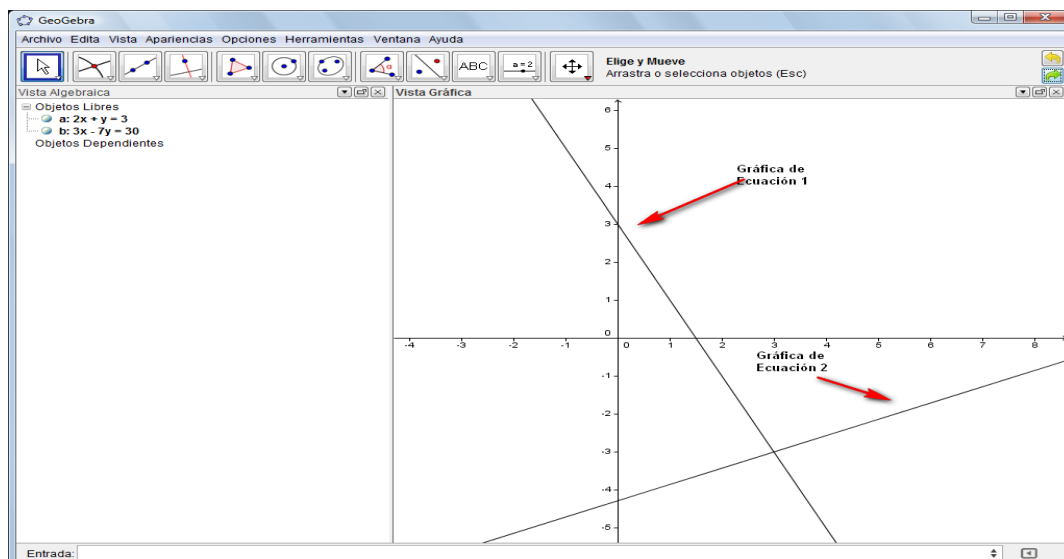 GeoGebra
Archivo Edita Vista Apariencias Opciones Herramientas Ventana Ayuda
ABC
a=2
α
Elige y Mueve
Arrastra o selecciona objetos (Esc)
Vista Algebraica
Objetos Libres
a: 2x + y = 3
b: 3x - 7y = 30
Objetos Dependientes
Vista Gráfica
6
5
4
3
2
1
0
-1
-2
-3
-4
-5
-4 -3 -2 -1 0 1 2 3 4 5 6 7 8
Gráfica de
Ecuación 1
Gráfica de
Ecuación 2
Entrada: